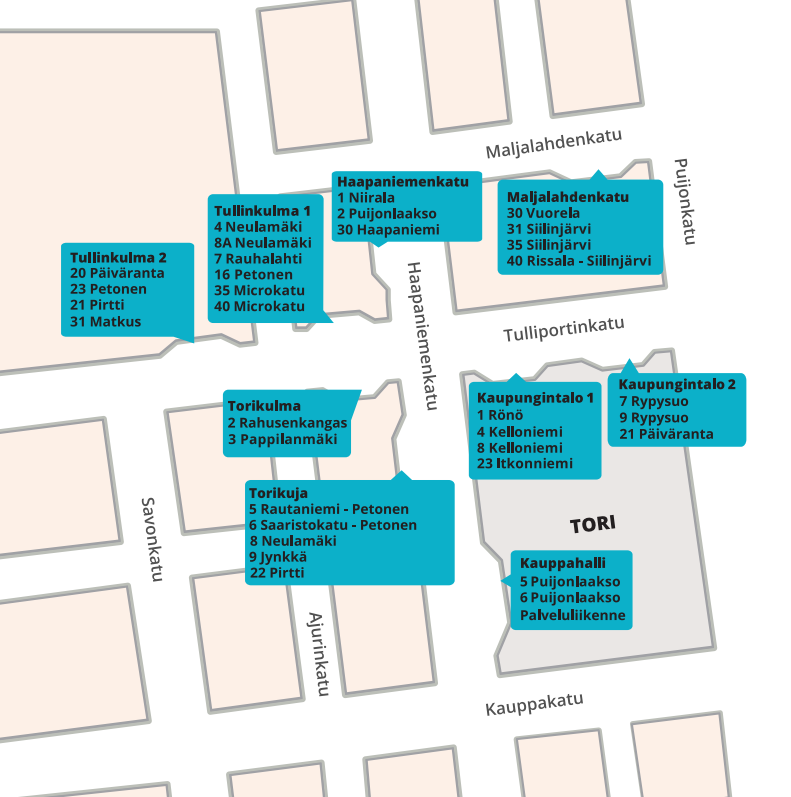 Maljalahdenkatu
Puijonkatu
Haapaniemenkatu
1 Niirala
2 Puijonlaakso
30 Haapaniemi
Maljalahdenkatu
30 Vuorela
31 Siilinjärvi
35 Siilinjärvi
40 Rissala - Siilinjärvi
Tullinkulma 1
4 Neulamäki
8A Neulamäki
7 Rauhalahti
16 Petonen
35 Microkatu
40 Microkatu
Tullinkulma 2
20 Päiväranta
23 Petonen
21 Pirtti
31 Matkus
Haapaniemenkatu
Tulliportinkatu
Torikulma
2 Rahusenkangas
3 Pappilanmäki
Kaupungintalo 1
1 Rönö
4 Kelloniemi
8 Kelloniemi
23 Itkonniemi
Kaupungintalo 2
7 Rypysuo
9 Rypysuo
21 Päiväranta
Torikuja
5 Rautaniemi - Petonen
6 Saaristokatu - Petonen
8 Neulamäki
9 Jynkkä
22 Pirtti
Savonkatu
TORI
Kauppahalli
5 Puijonlaakso
6 Puijonlaakso
Palveluliikenne
Ajurinkatu
Kauppakatu